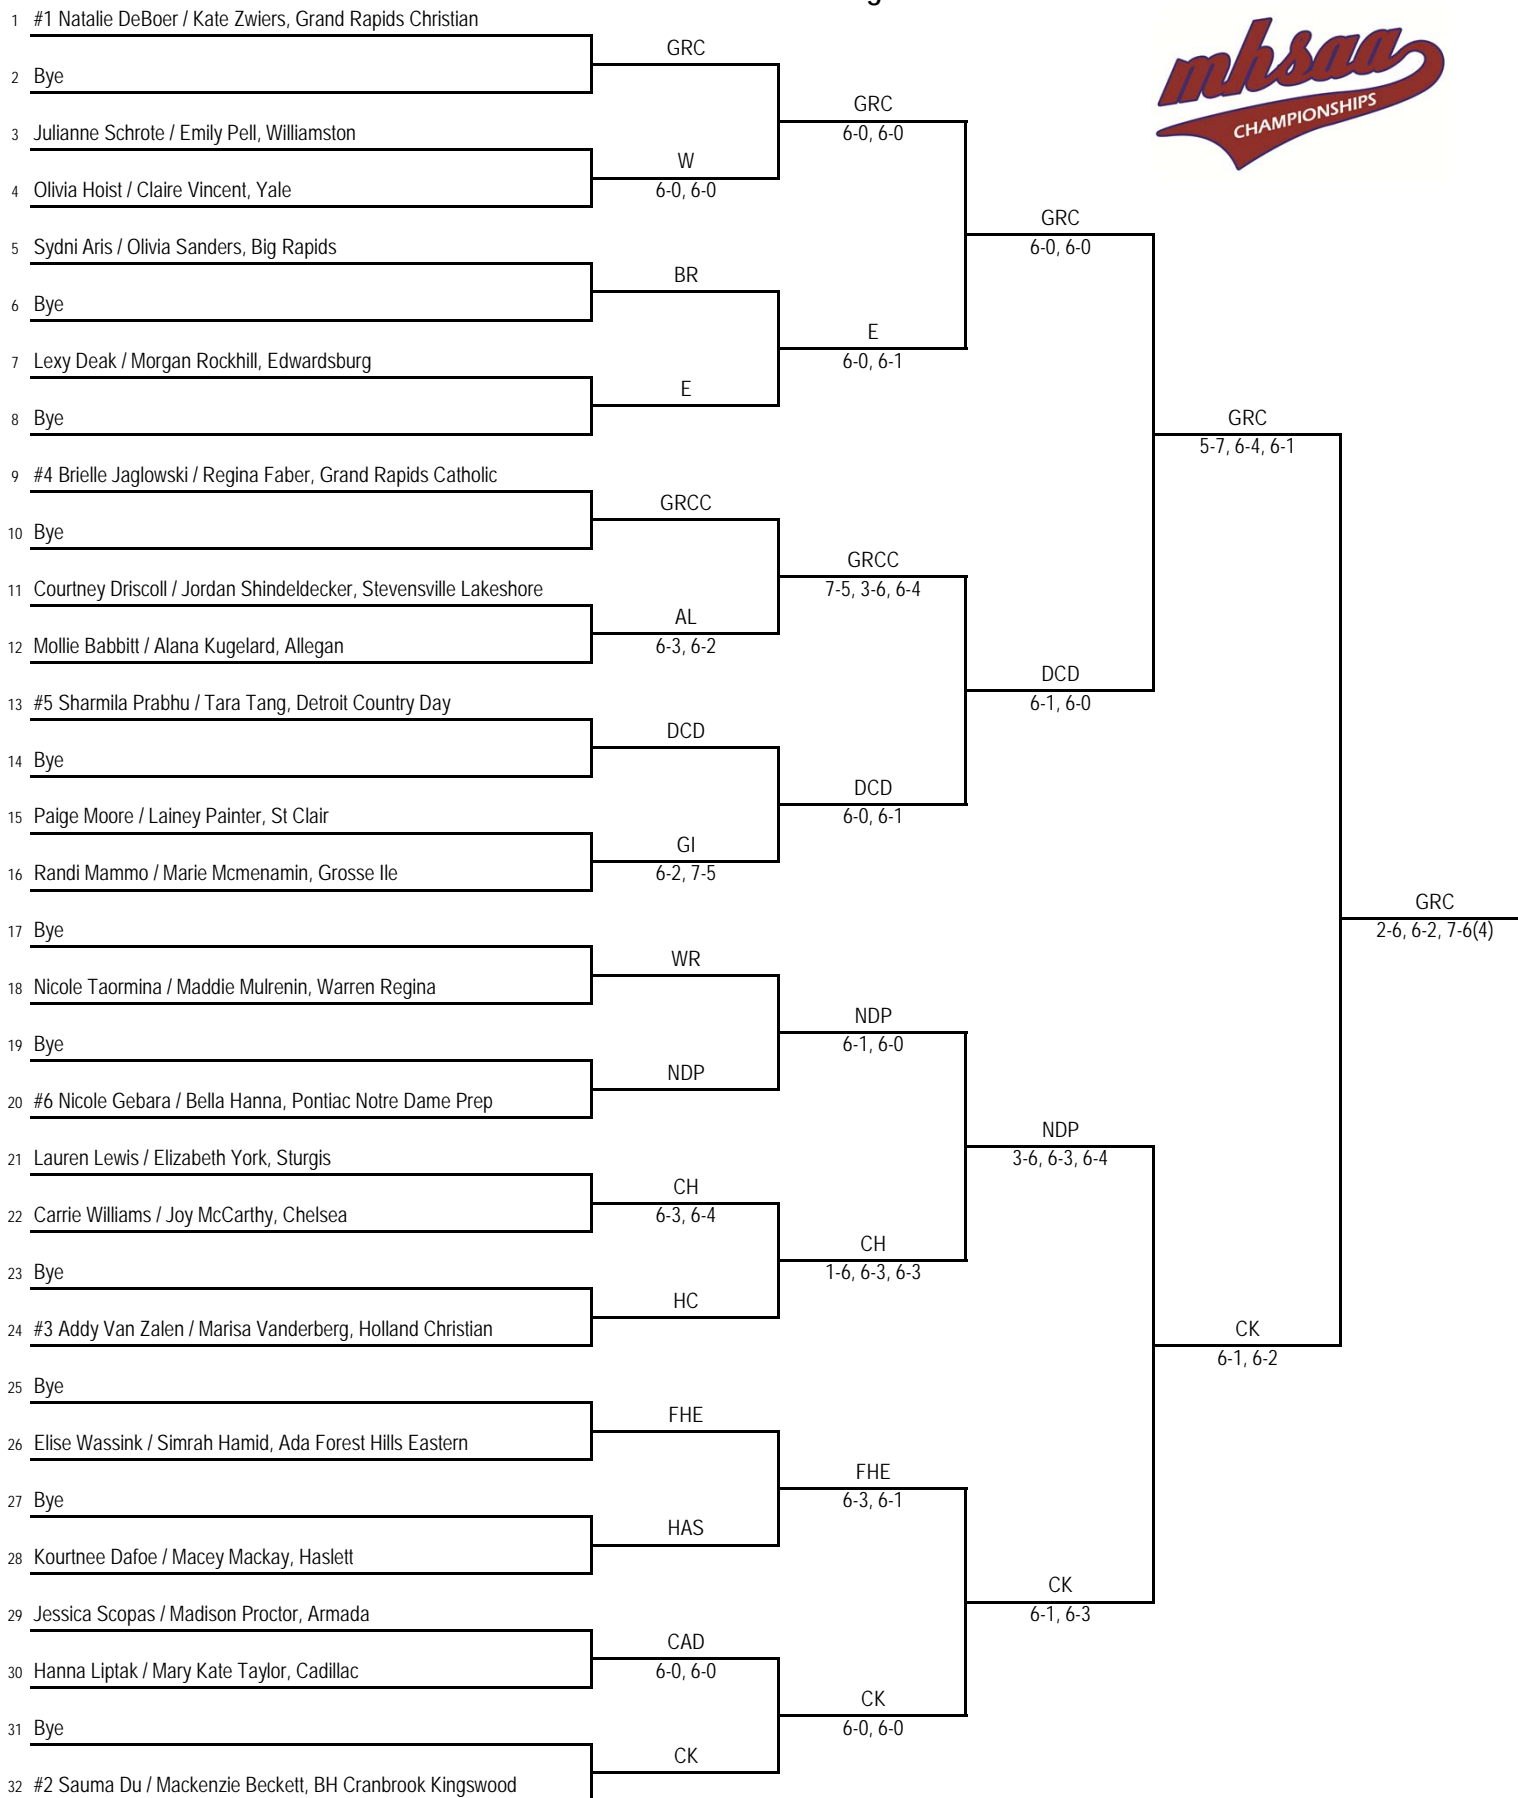 1 #1 Natalie DeBoer / Kate Zwiers, Grand Rapids Christian
2 Bye
3 Julianne Schrote / Emily Pell, Williamston
4 Olivia Hoist / Claire Vincent, Yale
5 Sydni Aris / Olivia Sanders, Big Rapids
6 Bye
7 Lexy Deak / Morgan Rockhill, Edwardsburg
8 Bye
9 #4 Brielle Jaglowski / Regina Faber, Grand Rapids Catholic
10 Bye
11 Courtney Driscoll / Jordan Shindeldecker, Stevensville Lakeshore
12 Mollie Babbitt / Alana Kugelard, Allegan
13 #5 Sharmila Prabhu / Tara Tang, Detroit Country Day
14 Bye
15 Paige Moore / Lainey Painter, St Clair
16 Randi Mammo / Marie Mcmenamin, Grosse Ile
17 Bye
18 Nicole Taormina / Maddie Mulrenin, Warren Regina
19 Bye
20 #6 Nicole Gebara / Bella Hanna, Pontiac Notre Dame Prep
21 Lauren Lewis / Elizabeth York, Sturgis
22 Carrie Williams / Joy McCarthy, Chelsea
23 Bye
24 #3 Addy Van Zalen / Marisa Vanderberg, Holland Christian
25 Bye
26 Elise Wassink / Simrah Hamid, Ada Forest Hills Eastern
27 Bye
28 Kourtnee Dafoe / Macey Mackay, Haslett
29 Jessica Scopas / Madison Proctor, Armada
30 Hanna Liptak / Mary Kate Taylor, Cadillac
31 Bye
32 #2 Sauma Du / Mackenzie Beckett, BH Cranbrook Kingswood
GRC
W
6-0, 6-0
BR
E
GRCC
AL
6-3, 6-2
DCD
GI
6-2, 7-5
WR
NDP
CH
6-3, 6-4
HC
FHE
HAS
CAD
6-0, 6-0
CK
GRC
6-0, 6-0
E
6-0, 6-1
GRCC
7-5, 3-6, 6-4
DCD
6-0, 6-1
NDP
6-1, 6-0
CH
1-6, 6-3, 6-3
FHE
6-3, 6-1
CK
6-0, 6-0
GRC
6-0, 6-0
DCD
6-1, 6-0
NDP
3-6, 6-3, 6-4
CK
6-1, 6-3
GRC
5-7, 6-4, 6-1
CK
6-1, 6-2
GRC
2-6, 6-2, 7-6(4)
mhsaa
CHAMPIONSHIPS